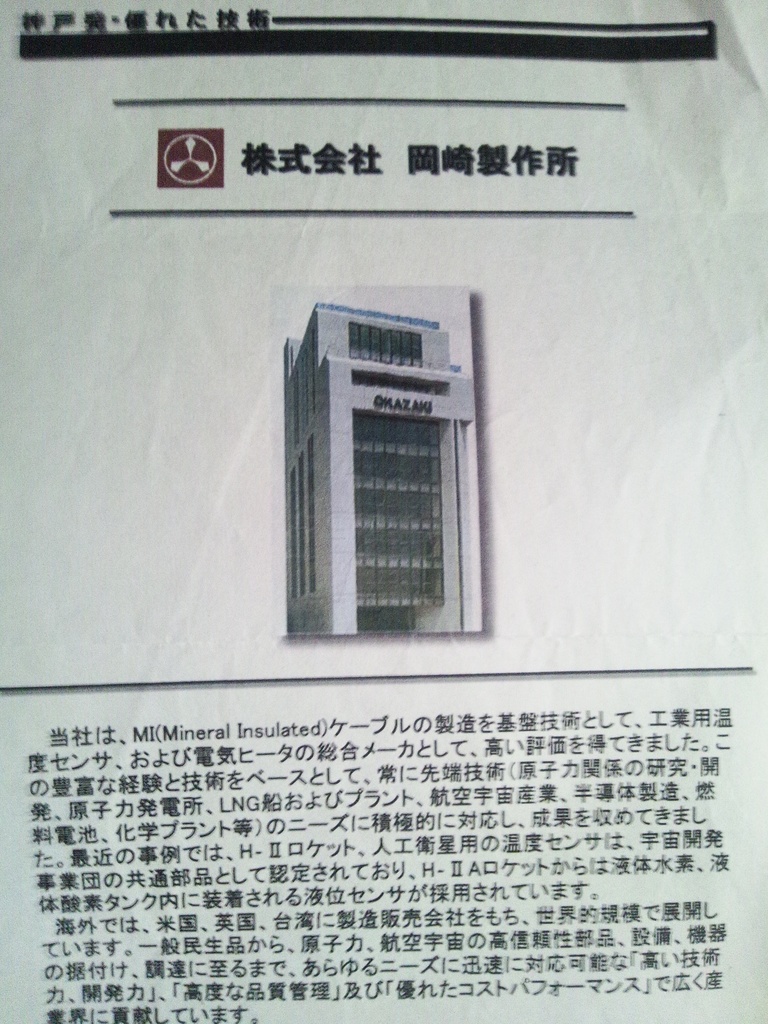 神戸発・優れた技術
株式会社 岡崎製作所
OKAZAKI
当社は、MI(Mineral Insulated)ケーブルの製造を基盤技術として、工業用温
度センサ、および電気ヒータの総合メーカとして、高い評価を得てきました。こ
の豊富な経験と技術をベースとして、常に先端技術(原子力関係の研究・開
発、原子力発電所、LNG船およびプラント、航空宇宙産業、半導体製造、燃
料電池、化学プラント等)のニーズに積極的に対応し、成果を収めてきまし
た。最近の事例では、H-Ⅱロケット、人工衛星用の温度センサは、宇宙開発
事業団の共通部品として認定されており、H-ⅡAロケットからは液体水素、液
体酸素タンク内に装着される液位センサが採用されています。
海外では、米国、英国、台湾に製造販売会社をもち、世界的規模で展開し
ています。一般民生品から、原子力、航空宇宙の高信頼性部品、設備、機器
の据付け、調達に至るまで、あらゆるニーズに迅速に対応可能な「高い技術
力、開発力」、「高度な品質管理」及び「優れたコストパフォーマンス」で広く産
業界に貢献しています。